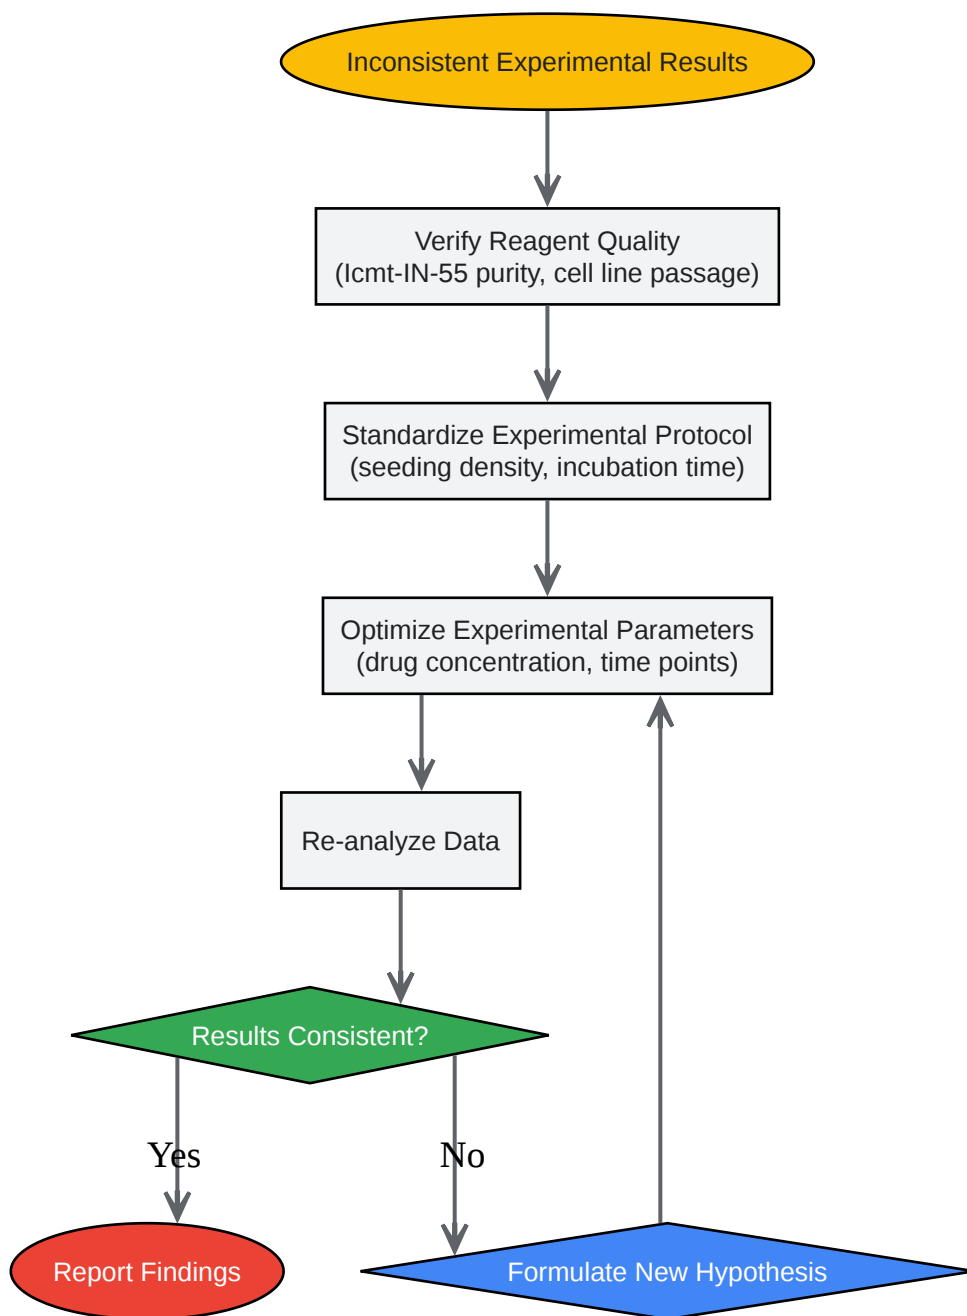 Inconsistent Experimental Results
Verify Reagent Quality
(Icmt-IN-55 purity, cell line passage)
Standardize Experimental Protocol
(seeding density, incubation time)
Optimize Experimental Parameters
(drug concentration, time points)
Re-analyze Data
Results Consistent?
Yes
No
Report Findings
Formulate New Hypothesis